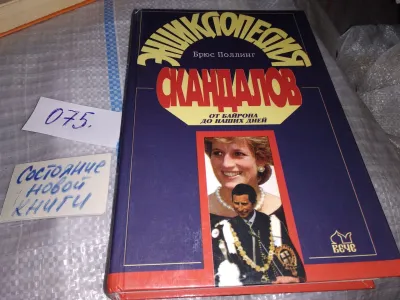 ЭНЦИКЛОПЕДИЯ
Брюс Поллинг
СКАНДАЛОВ
ОТ БАЙРОНА
ДО НАШИХ ДНЕЙ
ВЕЧЕ
075.
СОСТОЯНИЕ
НОВОЙ
КНИГИ